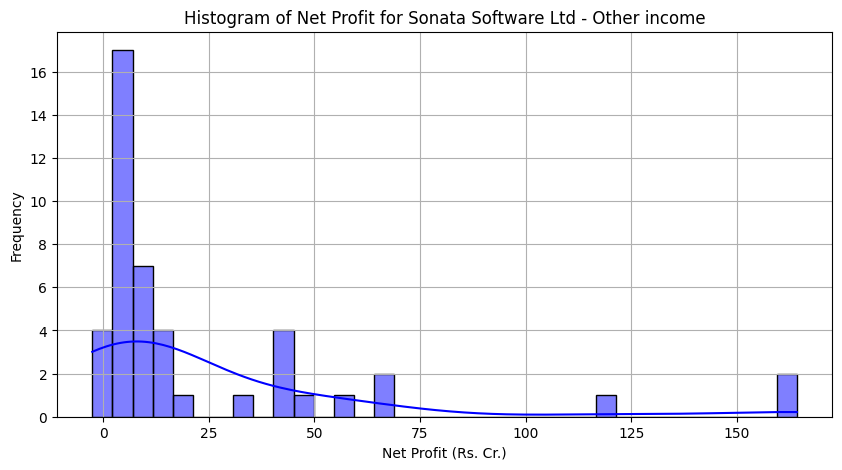 Histogram of Net Profit for Sonata Software Ltd - Other income
Frequency
16
14
12
10
8
6
4
2
0
0 25 50 75 100 125 150
Net Profit (Rs. Cr.)